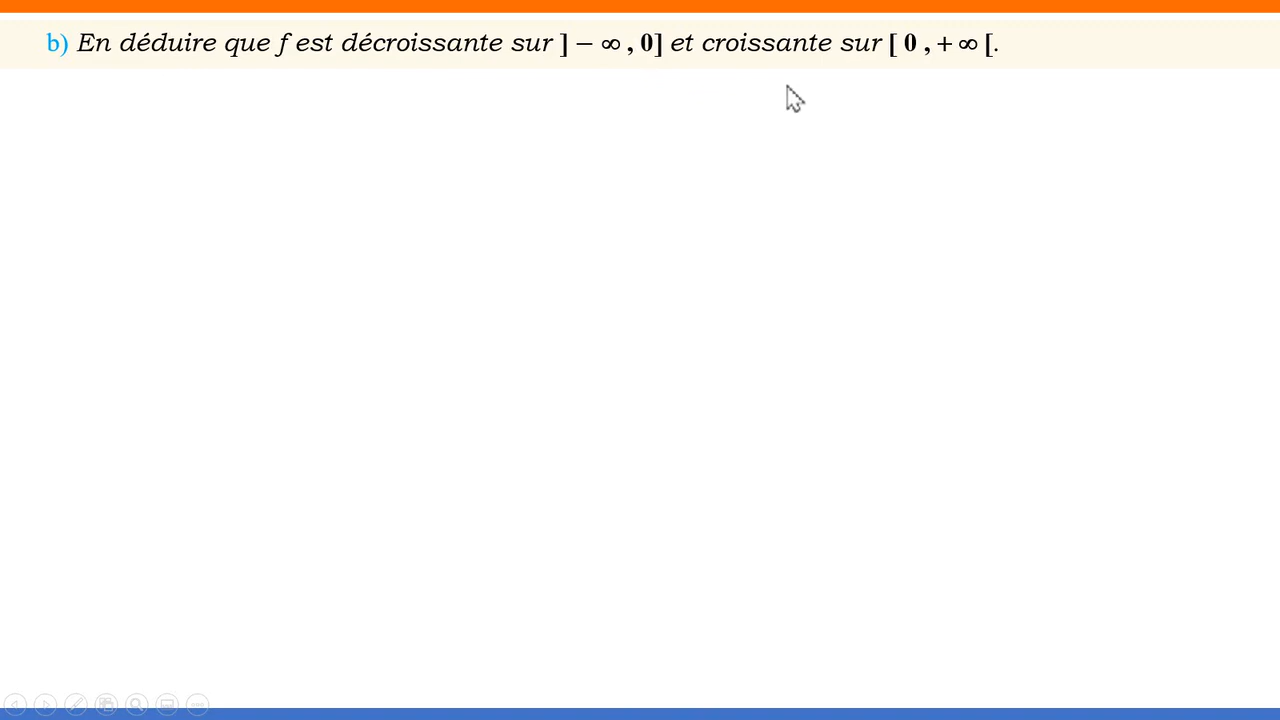 b) En déduire que f est décroissante sur ] − ∞ , 0] et croissante sur [ 0 , + ∞ [.